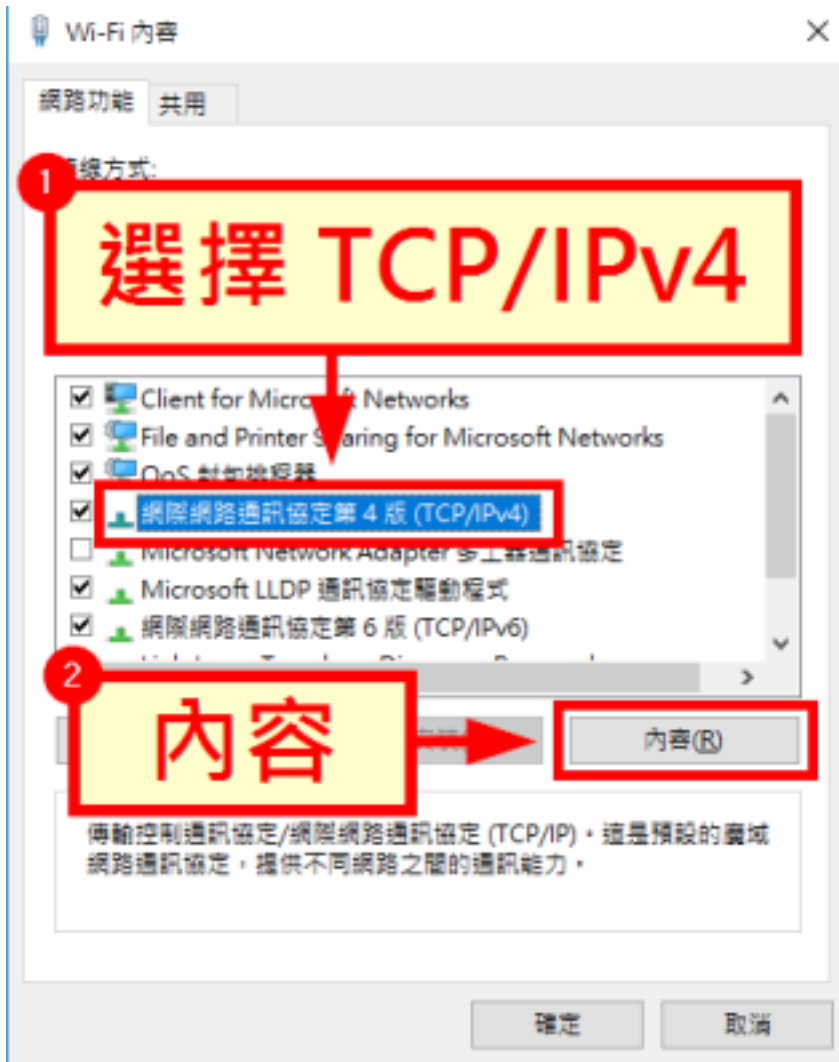 Wi-Fi 內容
網路功能 共用
線方式:
1
選擇 TCP/IPv4
Client for Microsoft Networks
File and Printer Sharing for Microsoft Networks
QoS 封包排程器
網際網路通訊協定第 4 版 (TCP/IPv4)
Microsoft Network Adapter 多工器通訊協定
Microsoft LLDP 通訊協定驅動程式
網際網路通訊協定第 6 版 (TCP/IPv6)
2
內容
內容(R)
傳輸控制通訊協定/網際網路通訊協定 (TCP/IP)。這是預設的廣域
網路通訊協定，提供不同網路之間的通訊能力。
確定 取消